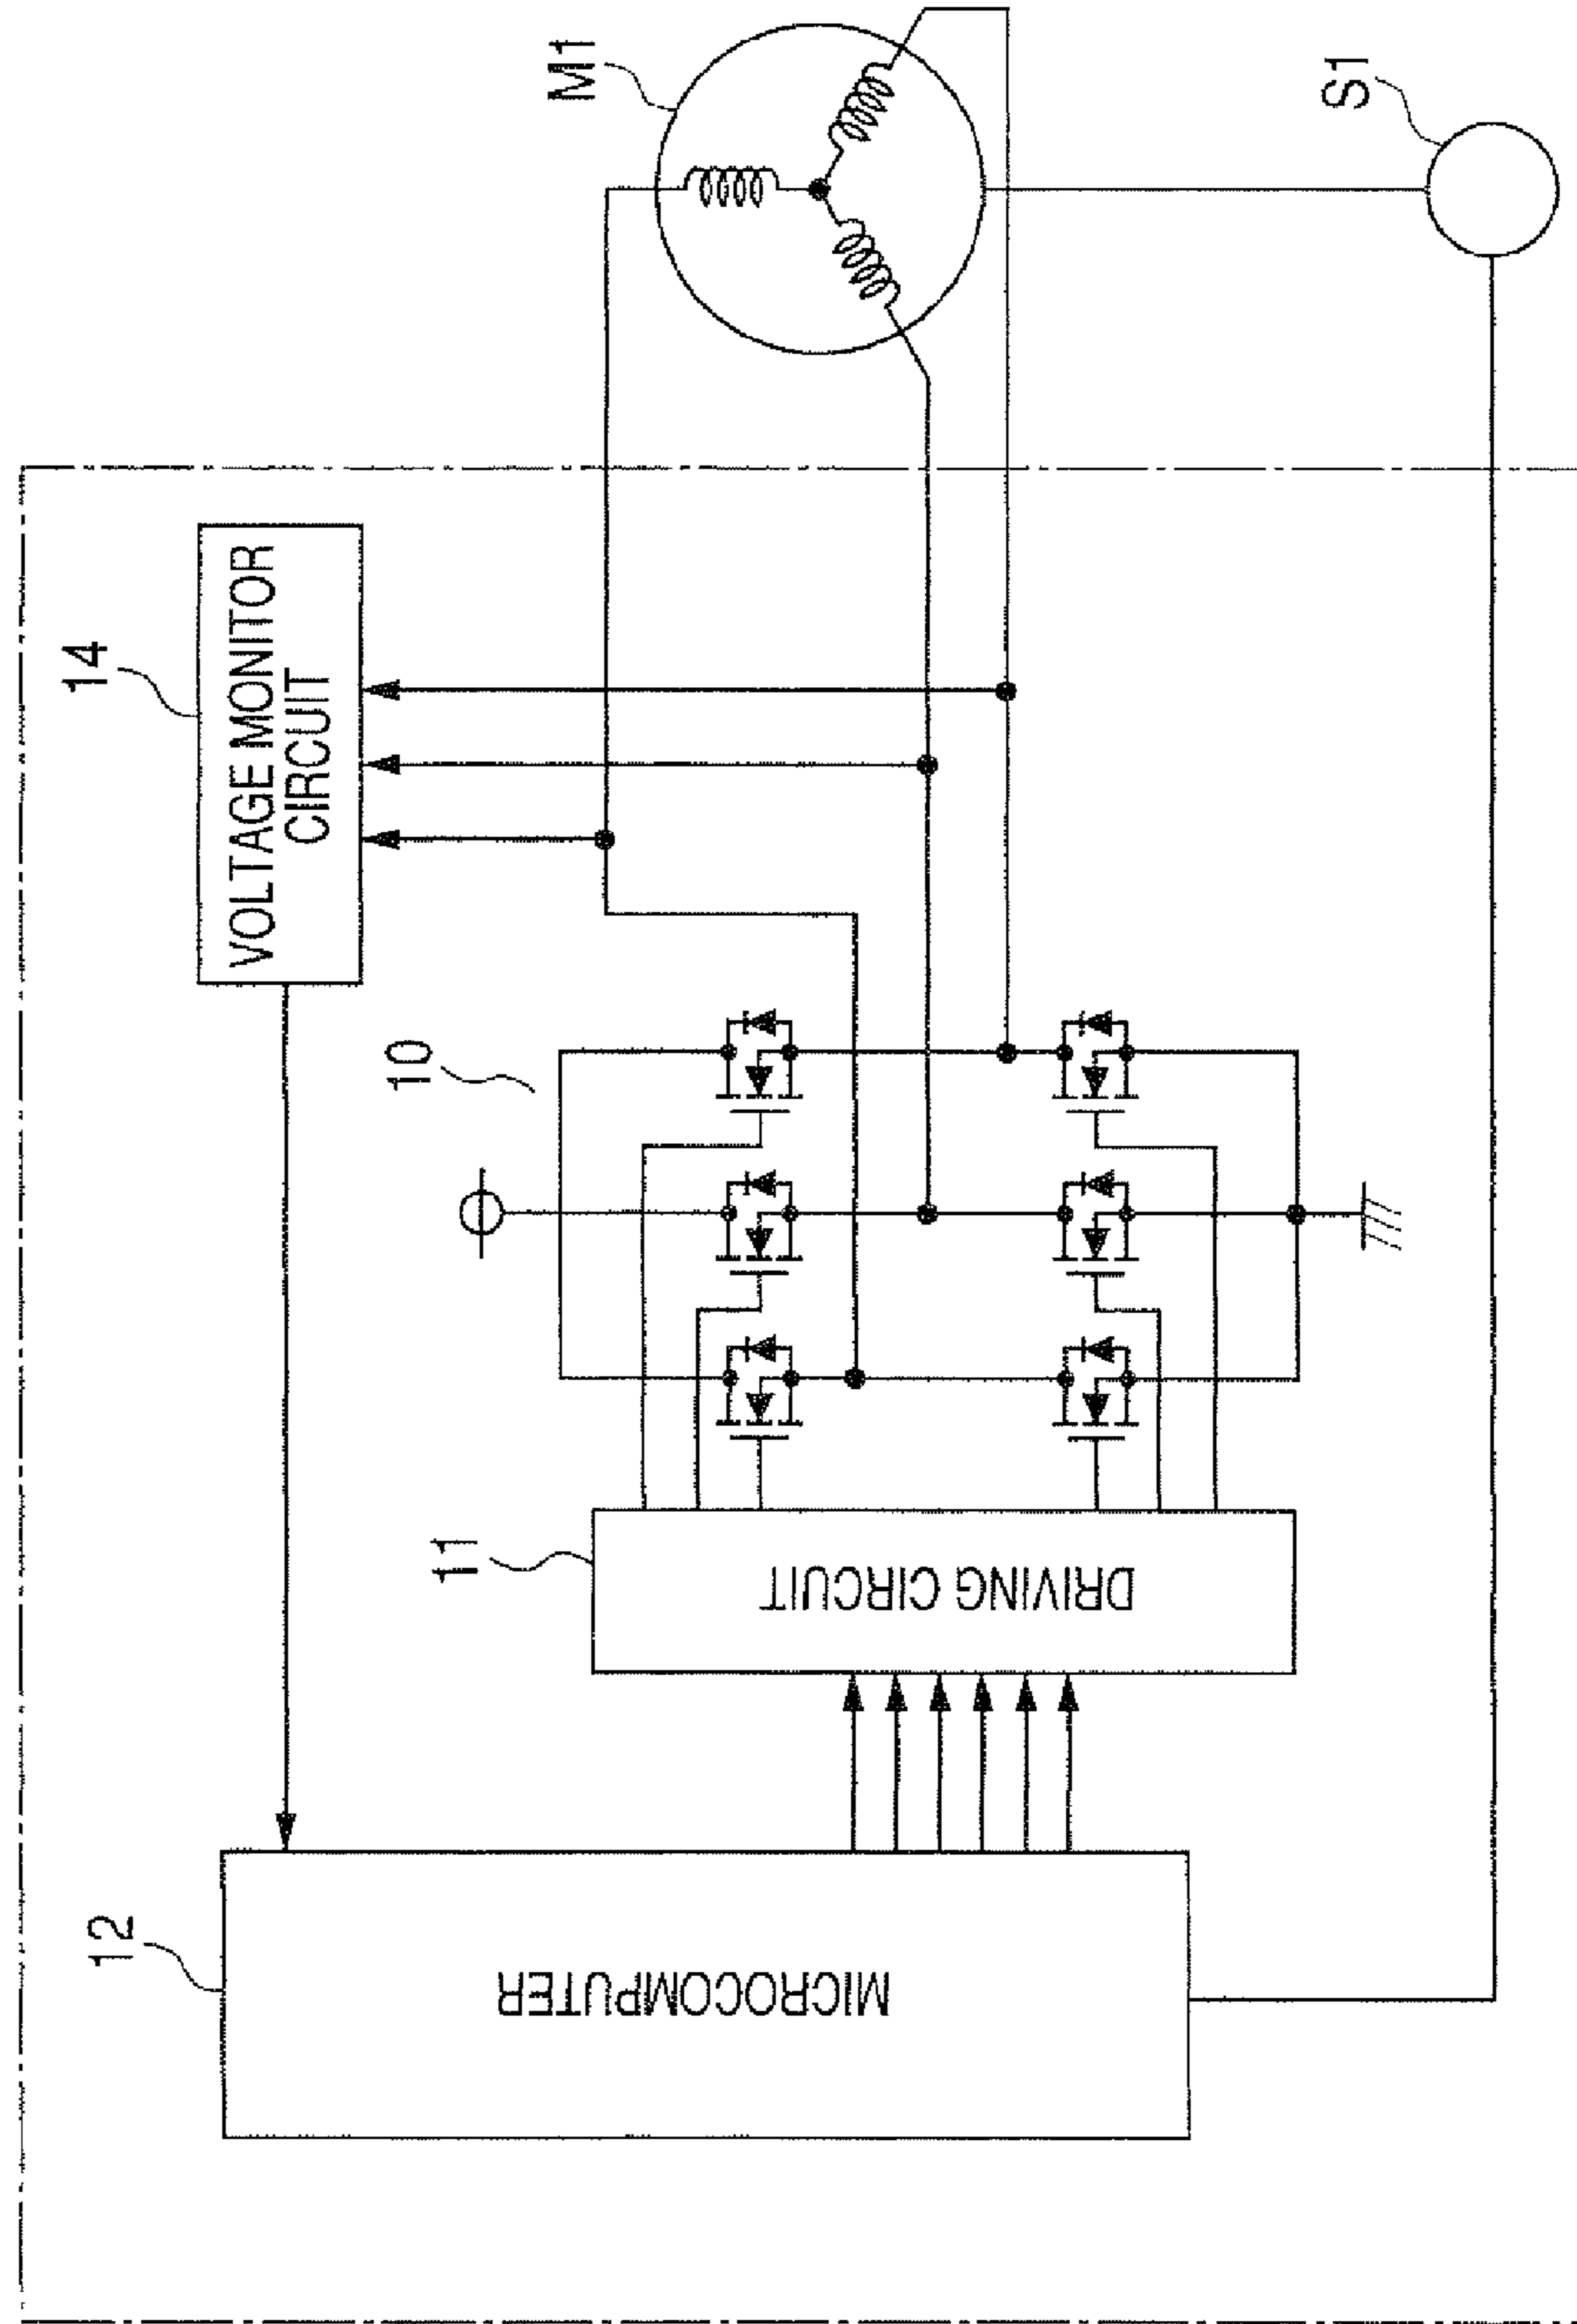 14
VOLTAGE MONITOR
CIRCUIT
M1
S1
10
11
DRIVING CIRCUIT
12
MICROCOMPUTER